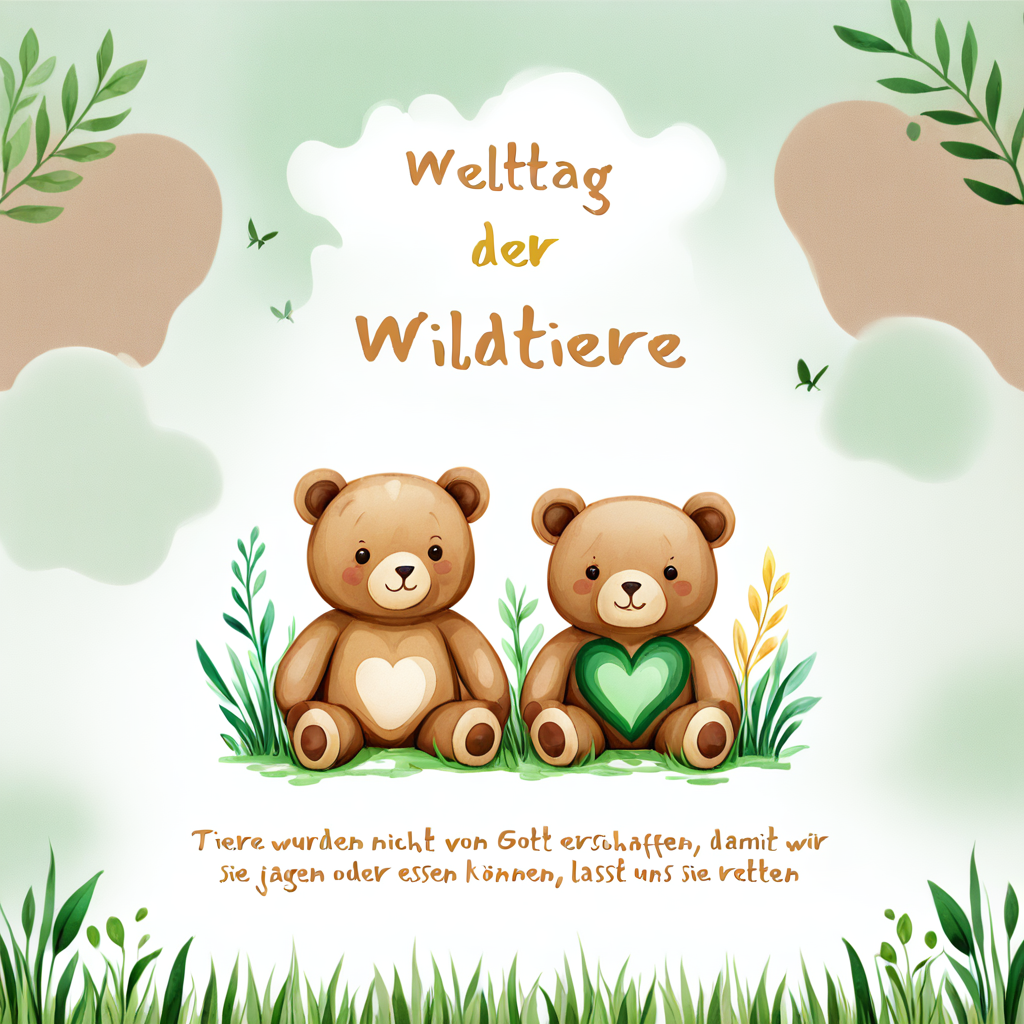 Welttag
der
Wildtiere
Tiere wurden nicht von Gott erschaffen, damit wir
sie jagen oder essen können, lasst uns sie retten